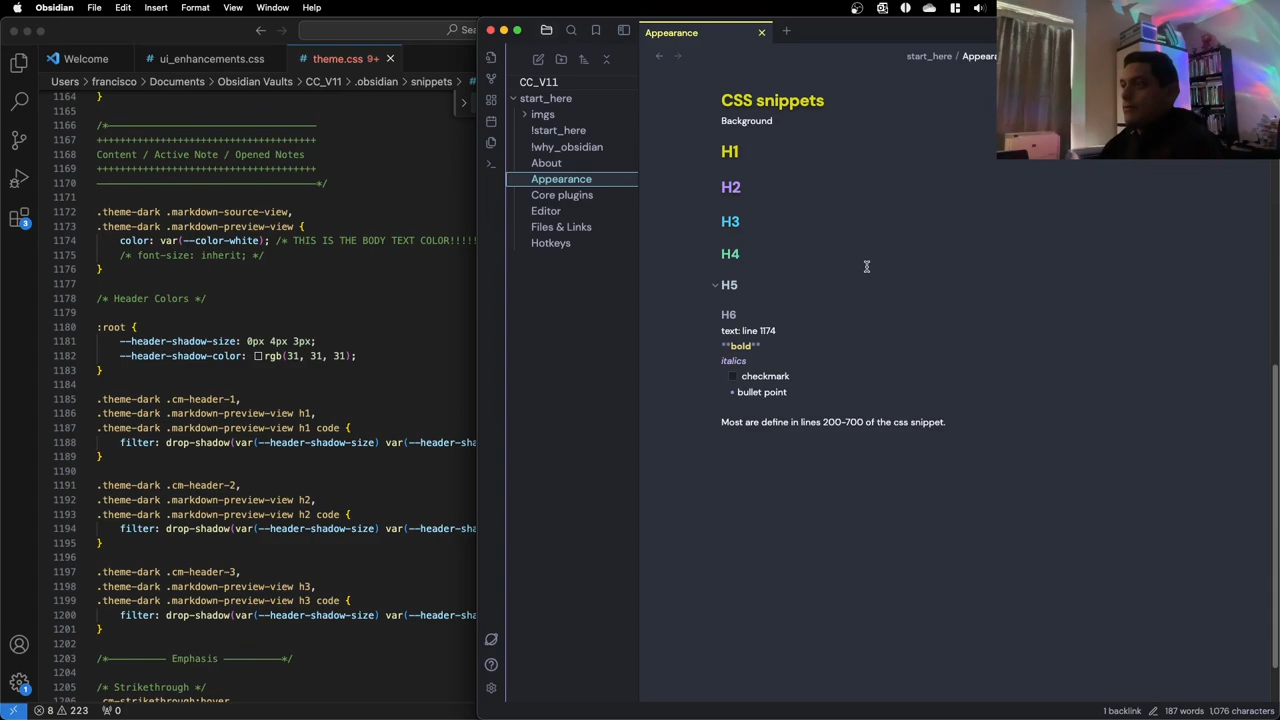 Obsidian File Edit Insert Format View Window Help
Sea
Welcome
ui_enhancements.css
theme.css 9+
Users > francisco > Documents > Obsidian Vaults > CC_V11 > .obsidian > snippets >
1164 }
1165
1166 /*
1167 ++++++++++++++++++++++++++++++++++++++
1168 Content / Active Note / Opened Notes
1169 ++++++++++++++++++++++++++++++++++++++
1170 */
1171
1172 .theme-dark .markdown-source-view,
1173 .theme-dark .markdown-preview-view {
1174 color: var(--color-white); /* THIS IS THE BODY TEXT COLOR!!!!!
1175 /* font-size: inherit; */
1176 }
1177
1178 /* Header Colors */
1179
1180 :root {
1181 --header-shadow-size: 0px 4px 3px;
1182 --header-shadow-color: rgb(31, 31, 31);
1183 }
1184
1185 .theme-dark .cm-header-1,
1186 .theme-dark .markdown-preview-view h1,
1187 .theme-dark .markdown-preview-view h1 code {
1188 filter: drop-shadow(var(--header-shadow-size) var(--header-sha
1189 }
1190
1191 .theme-dark .cm-header-2,
1192 .theme-dark .markdown-preview-view h2,
1193 .theme-dark .markdown-preview-view h2 code {
1194 filter: drop-shadow(var(--header-shadow-size) var(--header-sha
1195 }
1196
1197 .theme-dark .cm-header-3,
1198 .theme-dark .markdown-preview-view h3,
1199 .theme-dark .markdown-preview-view h3 code {
1200 filter: drop-shadow(var(--header-shadow-size) var(--header-sha
1201 }
1202
1203 /*——— Emphasis ———*/
1204
1205 /* Strikethrough */
1206 .cm-strikethrough:hover
3
1
8 223 0
CC_V11
start_here
imgs
!start_here
!why_obsidian
About
Appearance
Core plugins
Editor
Files & Links
Hotkeys
Appearance
start_here / Appeara
CSS snippets
Background
H1
H2
H3
H4
H5
H6
text: line 1174
**bold**
italics
checkmark
bullet point
Most are define in lines 200-700 of the css snippet.
1 backlink 187 words 1,076 characters